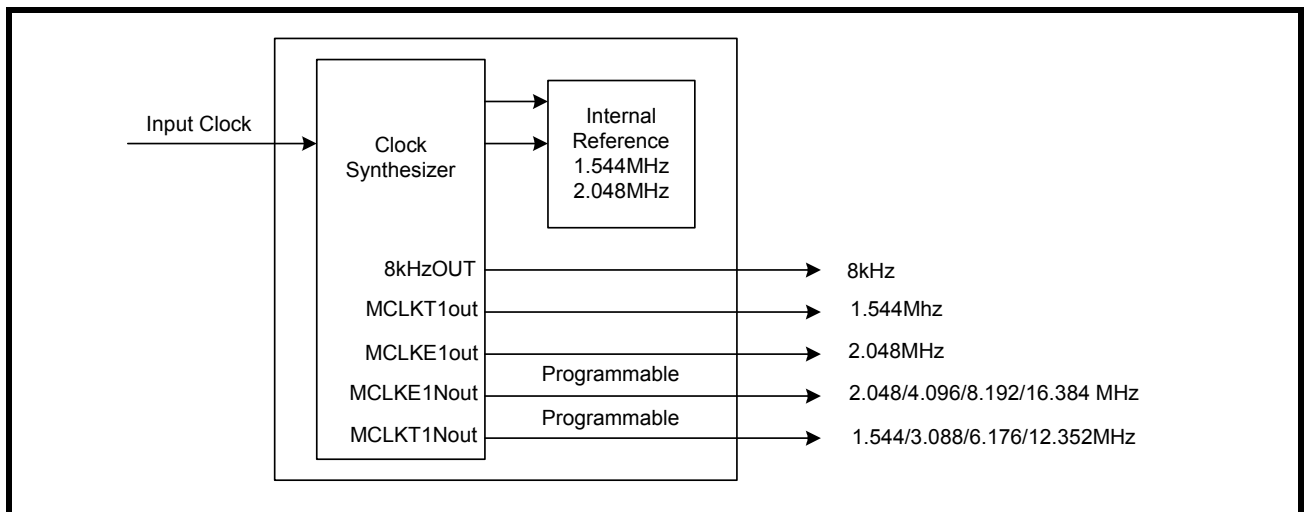 Input Clock
Clock
Synthesizer
Internal
Reference
1.544MHz
2.048MHz
8kHzOUT
8kHz
MCLKT1out
1.544Mhz
MCLKE1out
2.048MHz
Programmable
MCLKE1Nout
2.048/4.096/8.192/16.384 MHz
Programmable
MCLKT1Nout
1.544/3.088/6.176/12.352MHz